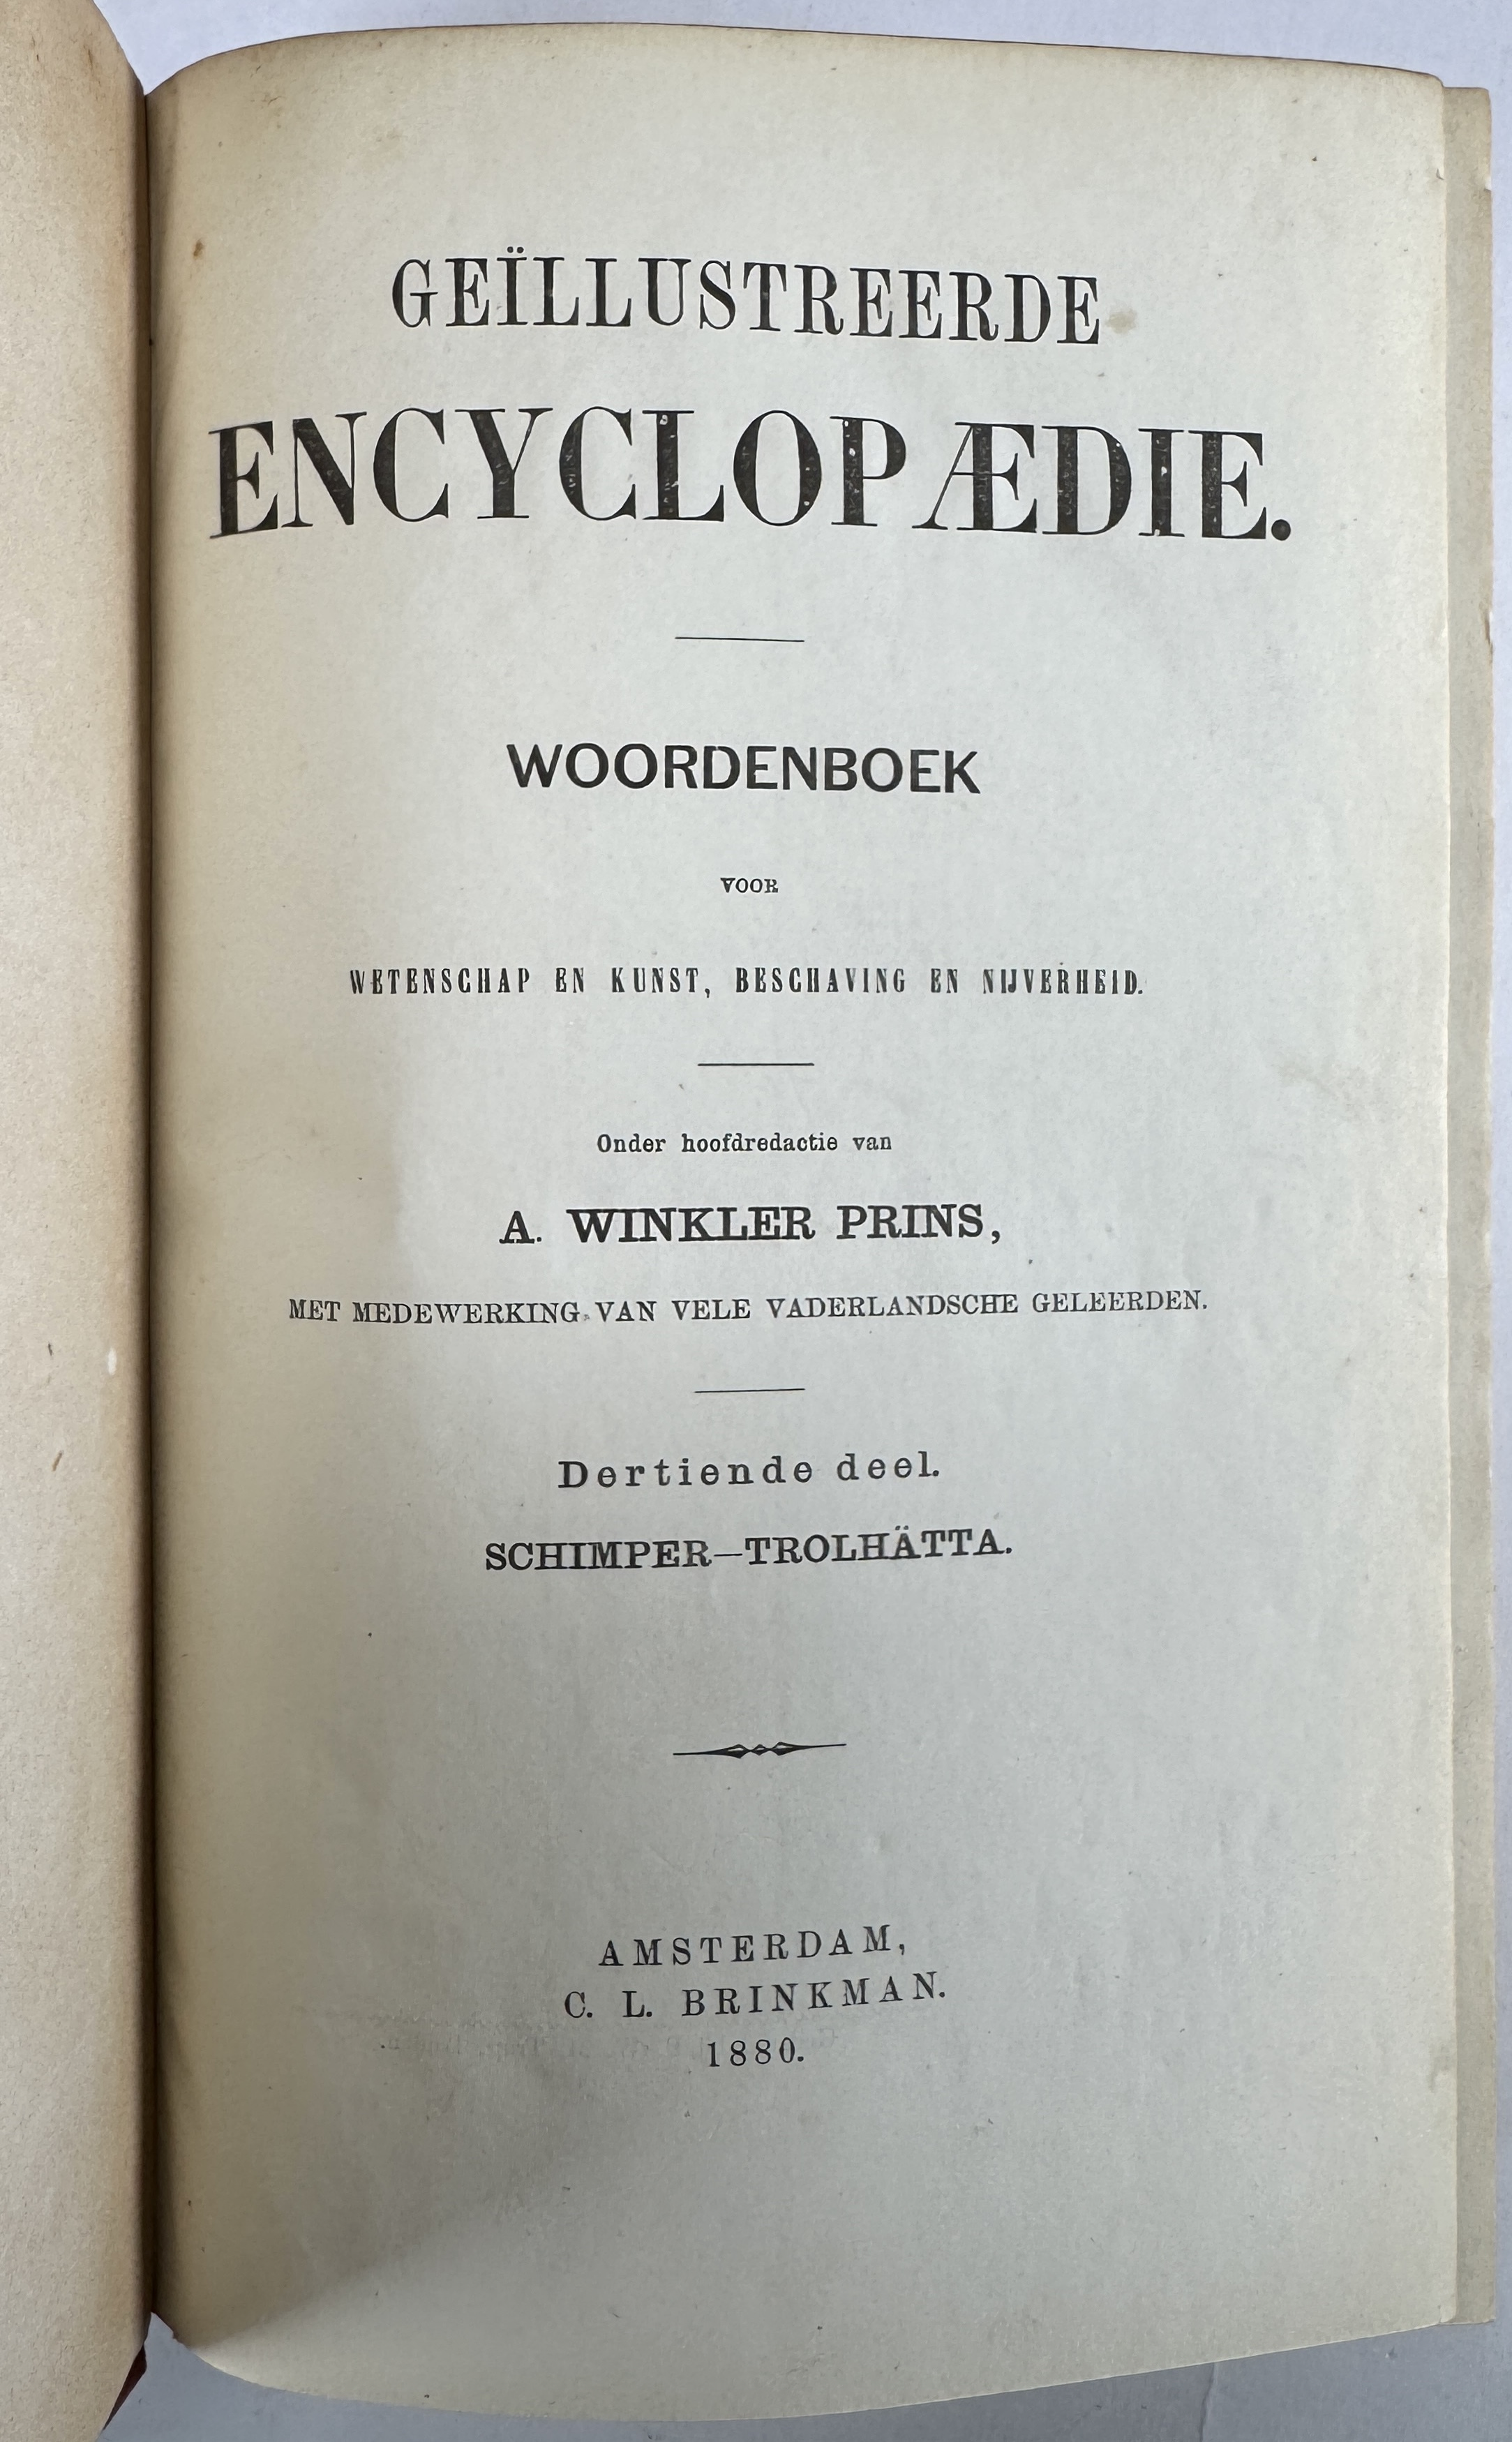 GEÏLLUSTREERDE
ENCYCLOPÆDIE.
WOORDENBOEK
VOOR
WETENSCHAP EN KUNST, BESCHAVING EN NIJVERHEID.
Onder hoofdredactie van
A. WINKLER PRINS,
MET MEDEWERKING VAN VELE VADERLANDSCHE GELEERDEN.
Dertiende deel.
SCHIMPER—TROLHÄTTA.
AMSTERDAM,
C. L. BRINKMAN.
1880.